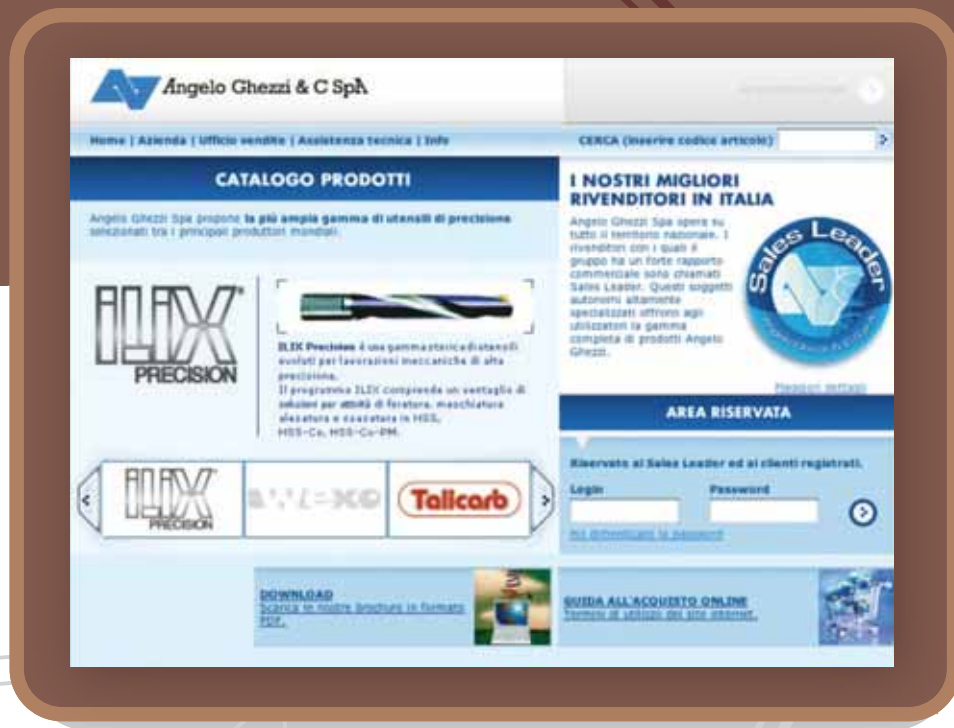 Angelo Ghezzi & C SpA
Home | Azienda | Ufficio vendite | Assistenza tecnica | Info
CERCA (inserire codice articolo)
CATALOGO PRODOTTI
Angelo Ghezzi Spa propone la più ampia gamma di utensili di precisione
selezionati tra i principali produttori mondiali.
ILIX
PRECISION
ILIX Precision è una gamma storica di utensili
evoluti per lavorazioni meccaniche di alta
precisione.
Il programma ILIX comprende un ventaglio di
soluzioni per attività di foratura, maschiatura
alesatura e svasatura in HSS,
HSS-Co, HSS-Co-PM.
ILIX
PRECISION
Talicarb
I NOSTRI MIGLIORI
RIVENDITORI IN ITALIA
Angelo Ghezzi Spa opera su
tutto il territorio nazionale. I
rivenditori con i quali il
gruppo ha un forte rapporto
commerciale sono chiamati
Sales Leader. Questi soggetti
autonomi altamente
specializzati offrono agli
utilizzatori la gamma
completa di prodotti Angelo
Ghezzi.
Sales Leader
Maggiori dettagli
AREA RISERVATA
Riservato ai Sales Leader ed ai clienti registrati.
Login
Password
Hai dimenticato la password
DOWNLOAD
Scarica le nostre brochure in formato
PDF.
GUIDA ALL'ACQUISTO ONLINE
Termini di utilizzo del sito internet.